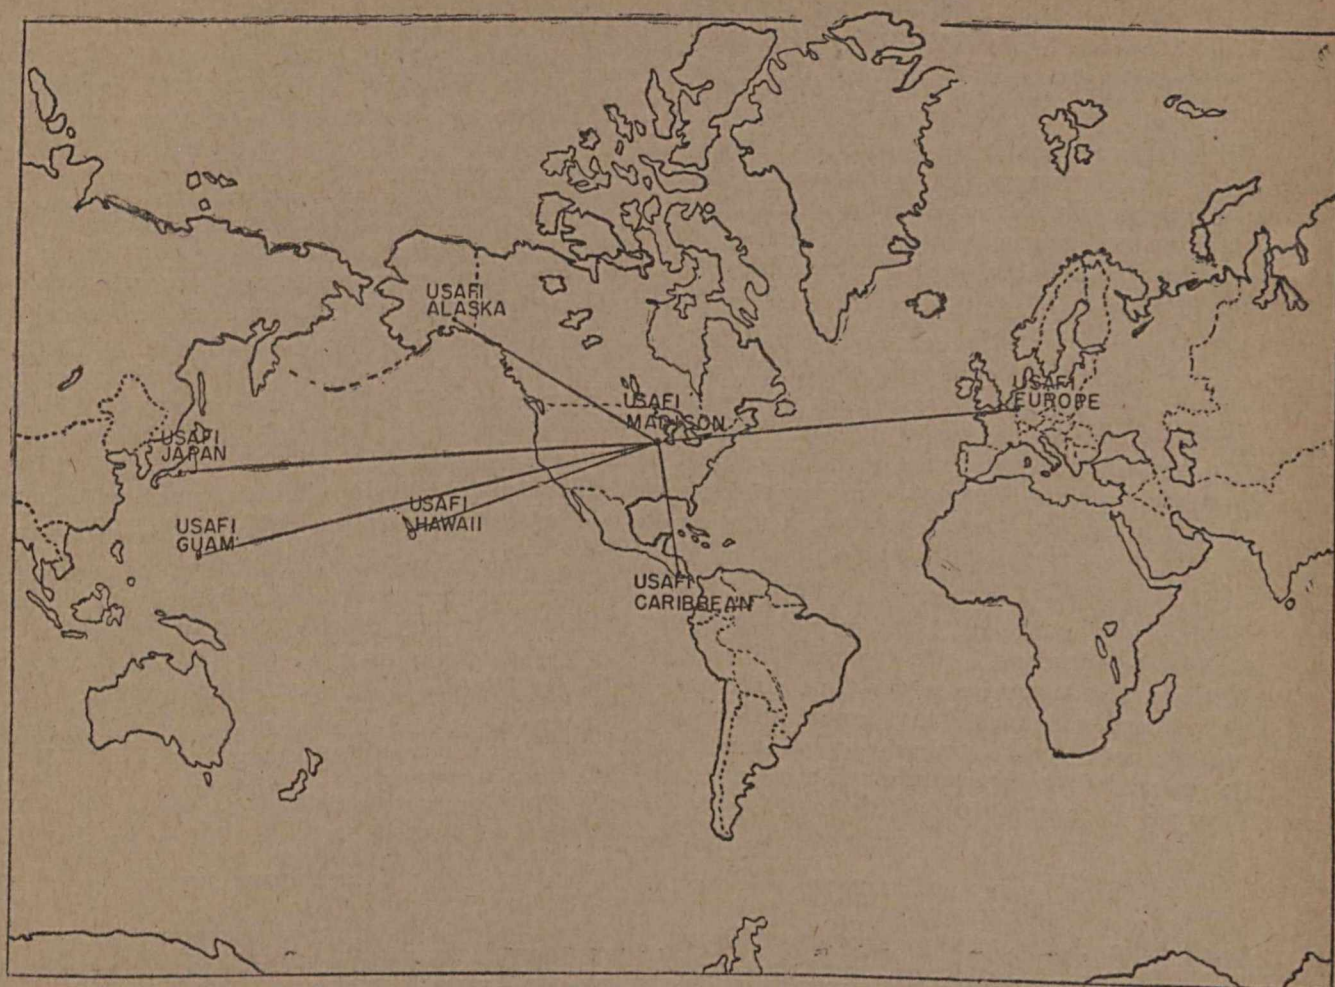 USAFI
ALASKA
USAFI
MADISON
USAFI
EUROPE
USAFI
JAPAN
USAFI
HAWAII
USAFI
GUAM
USAFI
CARIBBEAN